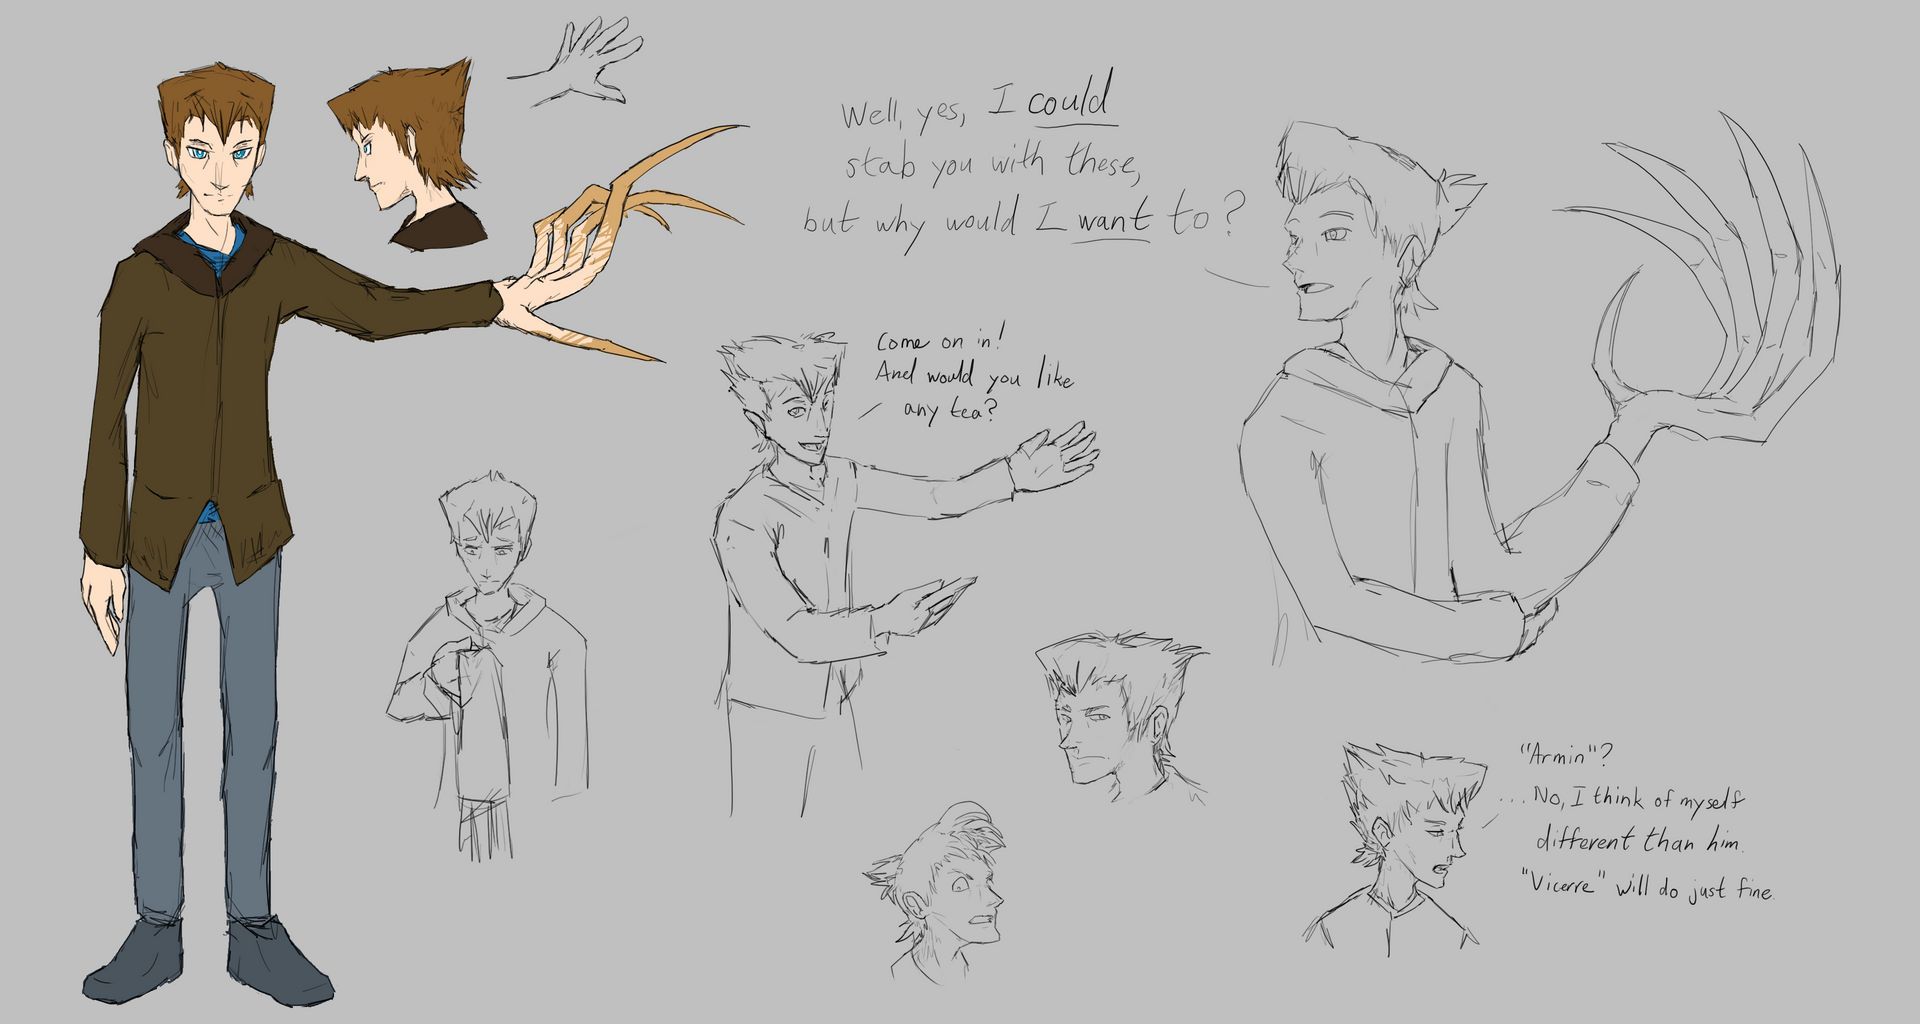 Well, yes, I could
stab you with these,
but why would I want to?
Come on in!
And would you like
any tea?
"Armin"?
...No, I think of myself
different than him.
"Vicerre" will do just fine.